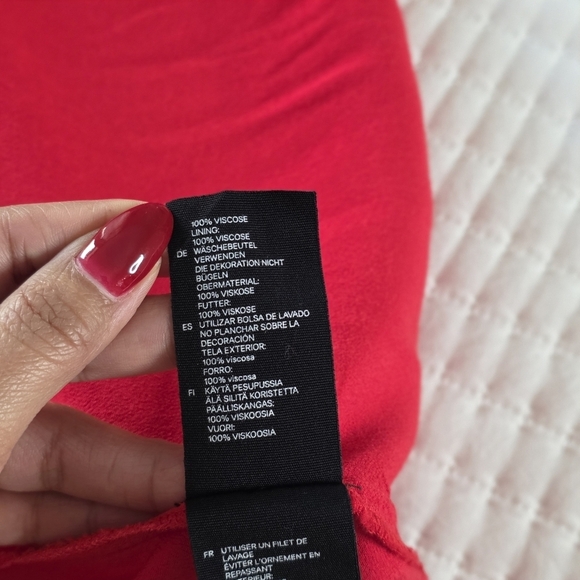 100% VISCOSE
LINING:
100% VISCOSE
DE WÄSCHEBEUTEL
VERWENDEN
DIE DEKORATION NICHT
BÜGELN
OBERMATERIAL:
100% VISKOSE
FUTTER:
100% VISKOSE
ES UTILIZAR BOLSA DE LAVADO
NO PLANCHAR SOBRE LA
DECORACIÓN
TELA EXTERIOR:
100% viscosa
FORRO:
100% viscosa
FI KÄYTÄ PESUPUSSIA
ÄLÄ SILITÄ KORISTETTA
PÄÄLLISKANGAS:
100% VISKOOSIA
VUORI:
100% VISKOOSIA
FR UTILISER UN FILET DE
LAVAGE
ÉVITER L'ORNEMENT EN
REPASSANT